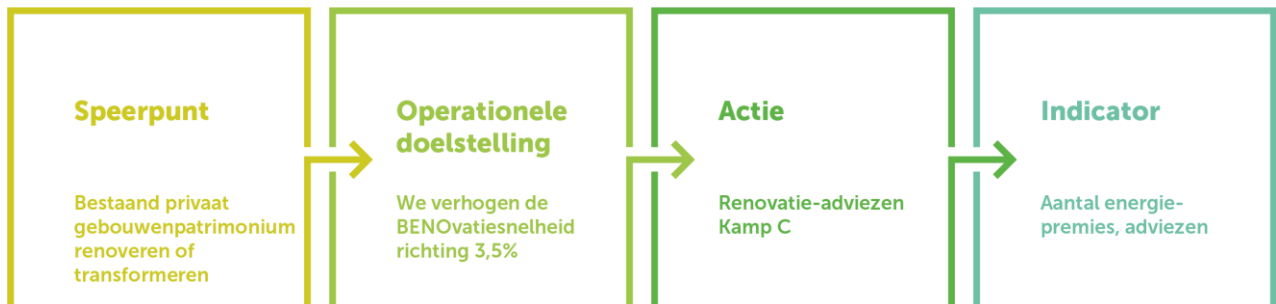 Speerpunt
Bestaand privaat
gebouwenpatrimonium
renoveren of
transformeren
Operationele
doelstelling
We verhogen de
BENOvatiesnelheid
richting 3,5%
Actie
Renovatie-adviezen
Kamp C
Indicator
Aantal energie-
premies, adviezen